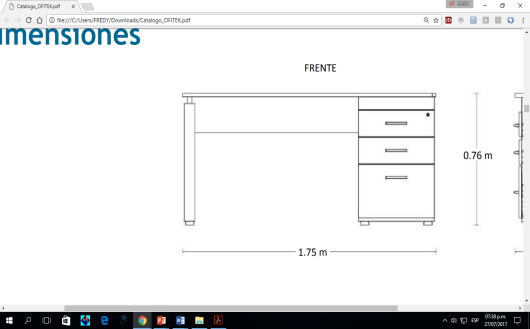 Catalogo_OFITEK.pdf
file:///C:/Users/FREDY/Downloads/Catalogo_OFITEK.pdf
imensiones
FRENTE
0.76 m
1.75 m
ESP
07:38 p.m.
27/07/2017